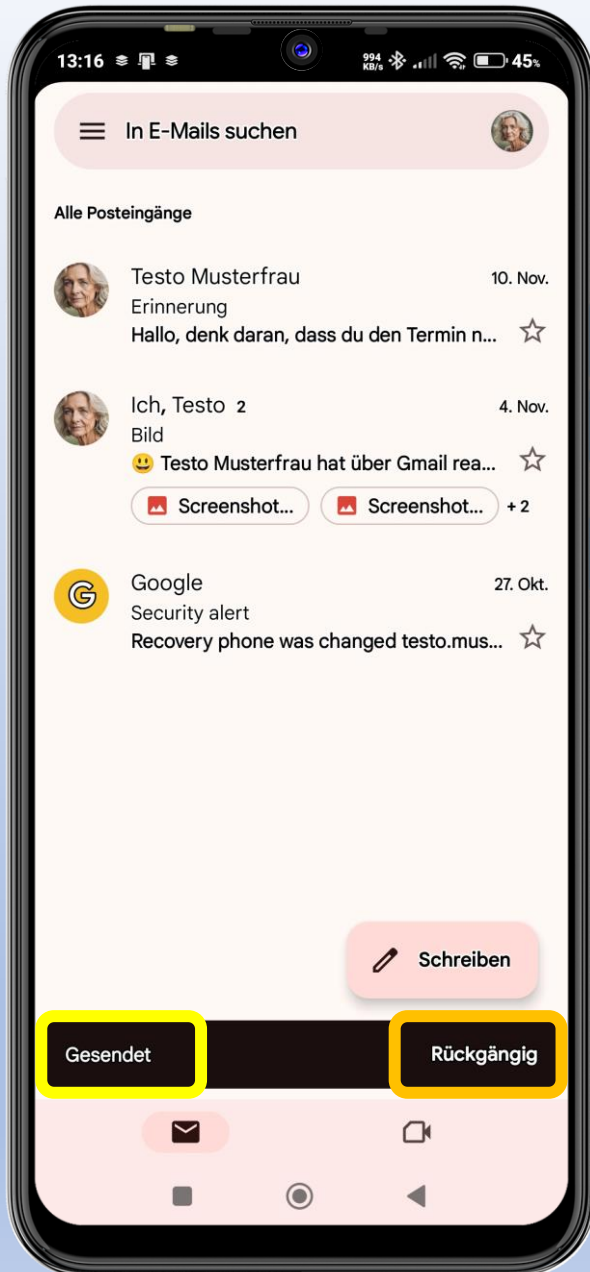 13:16 994 KB/s 45%
In E-Mails suchen
Alle Posteingänge
Testo Musterfrau 10. Nov.
Erinnerung
Hallo, denk daran, dass du den Termin n...
Ich, Testo 2 4. Nov.
Bild
😃 Testo Musterfrau hat über Gmail rea...
Screenshot... Screenshot... + 2
G Google 27. Okt.
Security alert
Recovery phone was changed testo.mus...
Schreiben
Gesendet Rückgängig